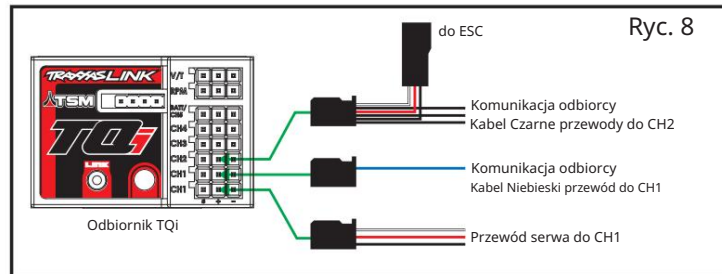 Ryc. 8
do ESC
TRAXXAS LINK
TSM
TQi
LINK
V/T
RPM
BATT/
CH5
CH4
CH3
CH2
CH1
CH1
S + -
Odbiornik TQi
Komunikacja odbiorcy
Kabel Czarne przewody do CH2
Komunikacja odbiorcy
Kabel Niebieski przewód do CH1
Przewód serwa do CH1